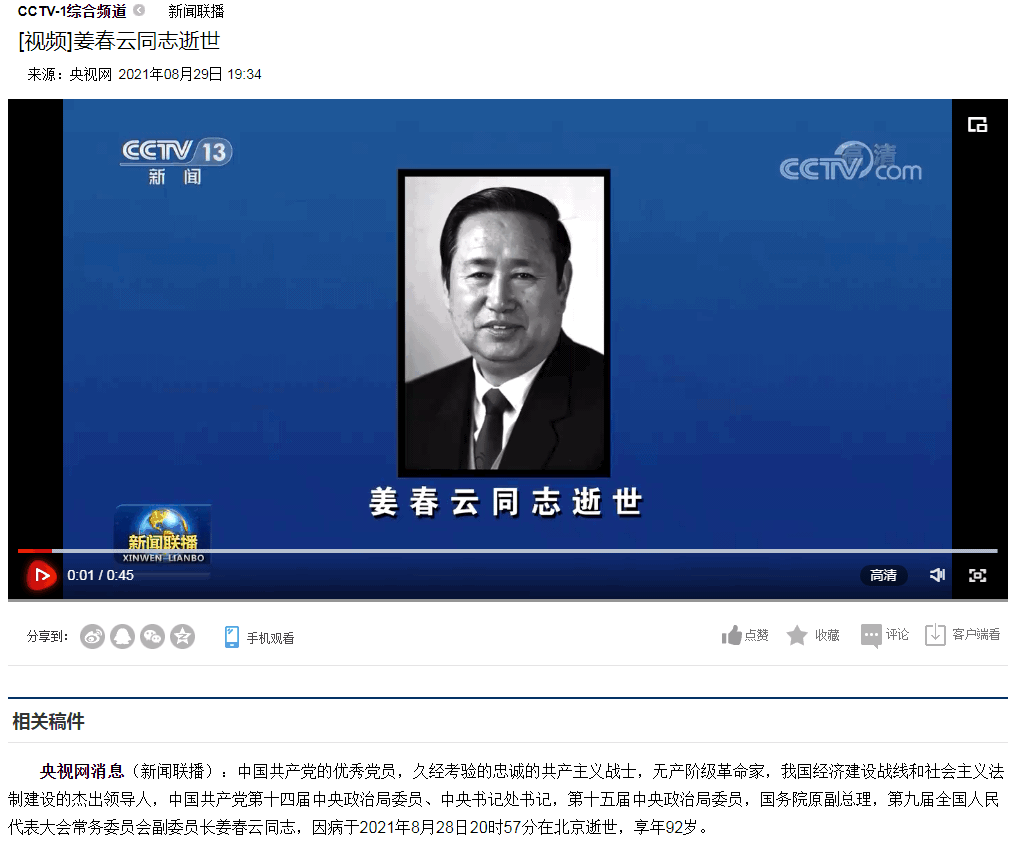 CCTV-1综合频道 新闻联播
[视频]姜春云同志逝世
来源：央视网 2021年08月29日 19:34
CCTV 13
新闻
高清
CCTV.com
姜春云同志逝世
新闻联播
XINWEN-LIANBO
0:01 / 0:45
高清
分享到：
手机观看
点赞
收藏
评论
客户端看
相关稿件
央视网消息（新闻联播）：中国共产党的优秀党员，久经考验的忠诚的共产主义战士，无产阶级革命家，我国经济建设战线和社会主义法
制建设的杰出领导人，中国共产党第十四届中央政治局委员、中央书记处书记，第十五届中央政治局委员，国务院原副总理，第九届全国人民
代表大会常务委员会副委员长姜春云同志，因病于2021年8月28日20时57分在北京逝世，享年92岁。